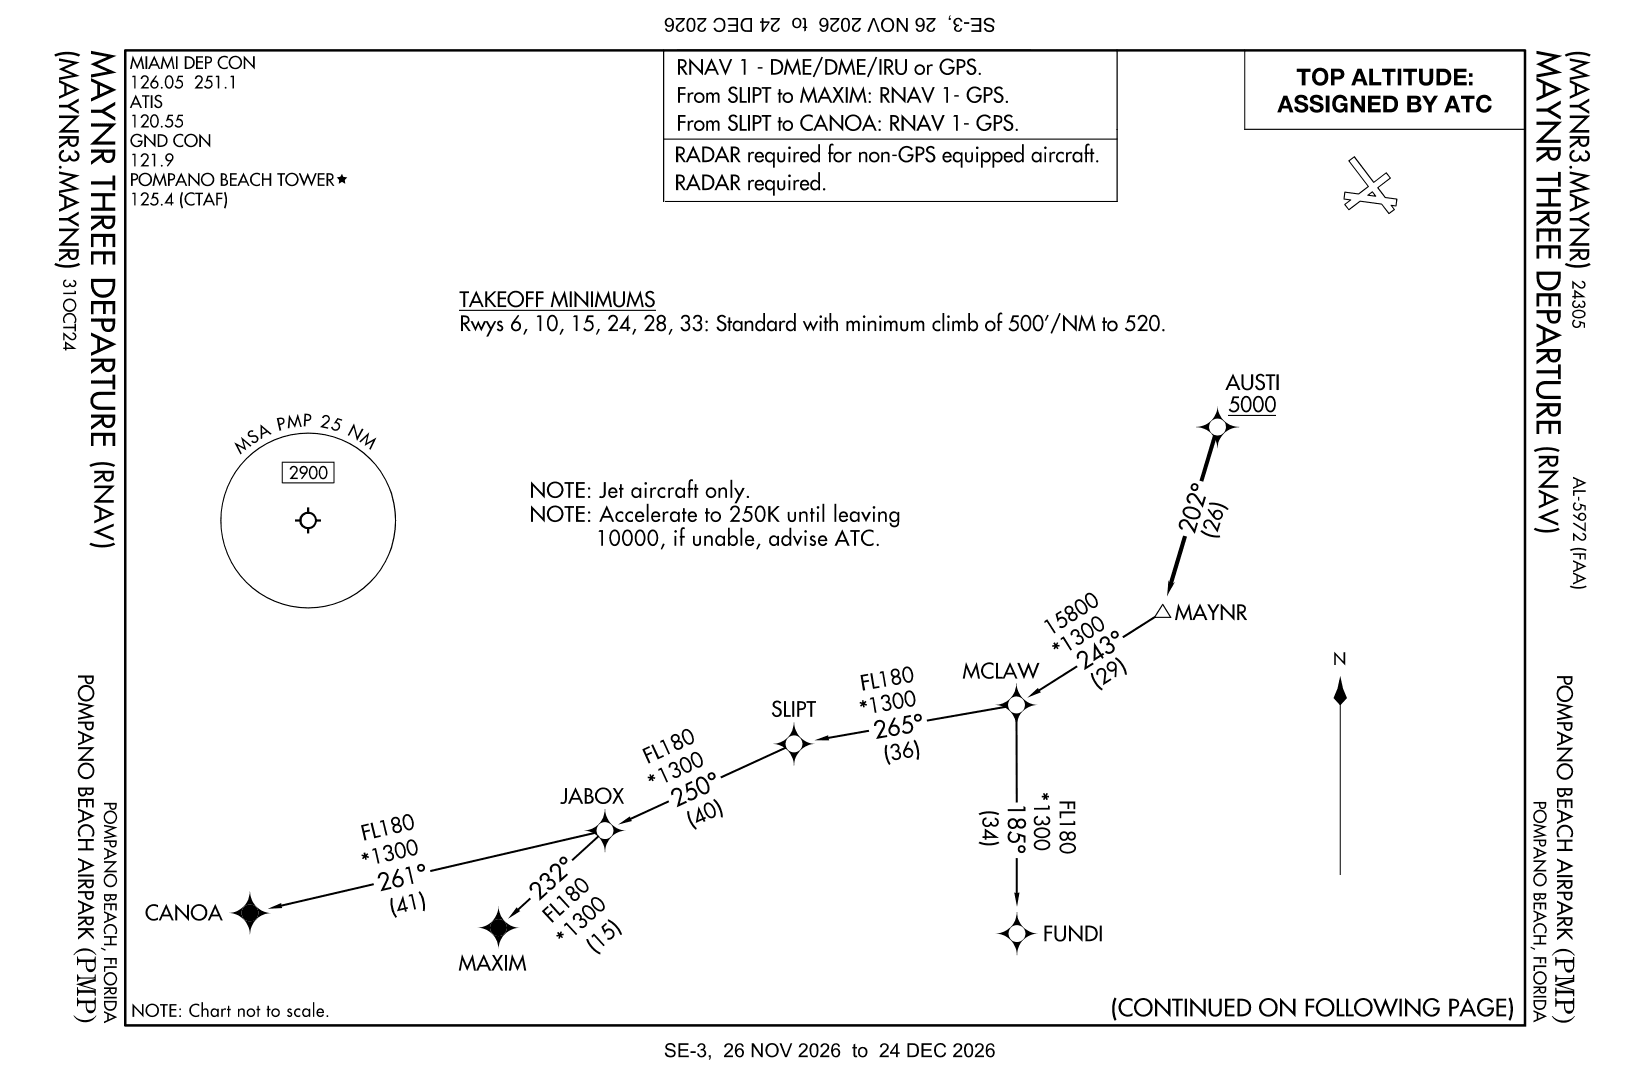 SE-3, 26 NOV 2026 to 24 DEC 2026
(MAYNR3.MAYNR) 31OCT24
MAYNR THREE DEPARTURE (RNAV)
POMPANO BEACH AIRPARK (PMP)
POMPANO BEACH, FLORIDA
MIAMI DEP CON
126.05 251.1
ATIS
120.55
GND CON
121.9
POMPANO BEACH TOWER★
125.4 (CTAF)
RNAV 1 - DME/DME/IRU or GPS.
From SLIPT to MAXIM: RNAV 1- GPS.
From SLIPT to CANOA: RNAV 1- GPS.
RADAR required for non-GPS equipped aircraft.
RADAR required.
TOP ALTITUDE:
ASSIGNED BY ATC
TAKEOFF MINIMUMS
Rwys 6, 10, 15, 24, 28, 33: Standard with minimum climb of 500'/NM to 520.
MSA PMP 25 NM
2900
NOTE: Jet aircraft only.
NOTE: Accelerate to 250K until leaving
10000, if unable, advise ATC.
AUSTI
5000
202°
(26)
MAYNR
15800
*1300
243°
(29)
MCLAW
FL180
*1300
265°
(36)
SLIPT
FL180
*1300
250°
(40)
JABOX
FL180
*1300
261°
(41)
CANOA
232°
FL180
*1300
(15)
MAXIM
FL180
*1300
185°
(34)
FUNDI
N
NOTE: Chart not to scale.
(CONTINUED ON FOLLOWING PAGE)
(MAYNR3.MAYNR) 24305
AL-5972 (FAA)
MAYNR THREE DEPARTURE (RNAV)
POMPANO BEACH AIRPARK (PMP)
POMPANO BEACH, FLORIDA
SE-3, 26 NOV 2026 to 24 DEC 2026